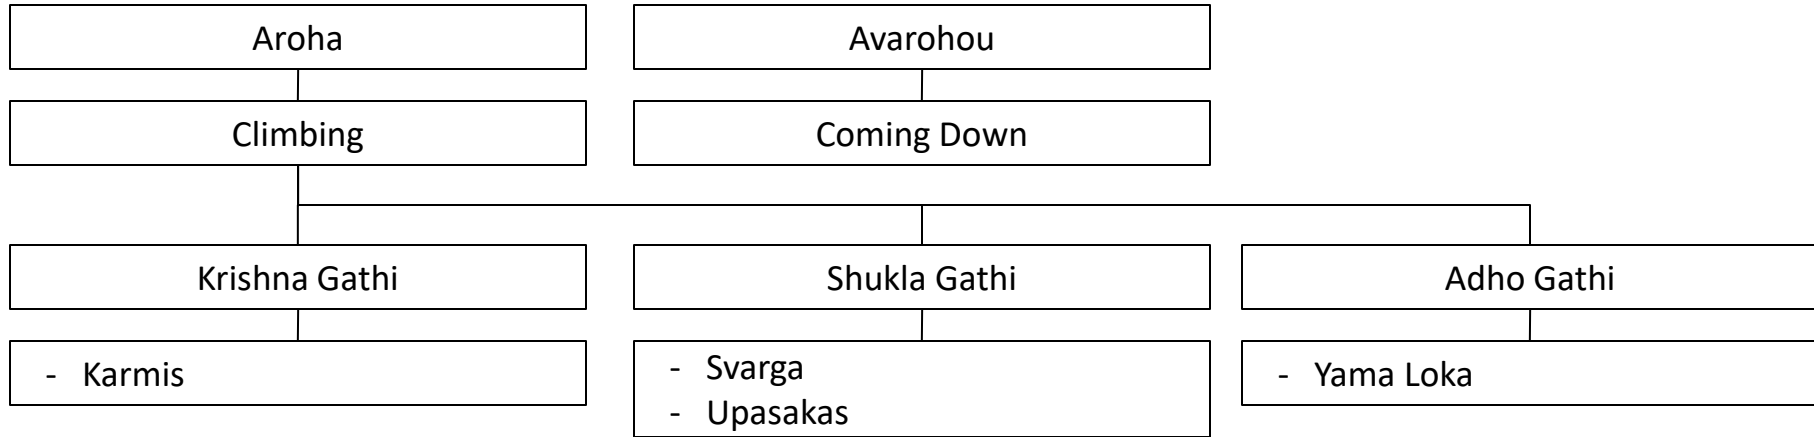 Aroha
Avarohou
Climbing
Coming Down
Krishna Gathi
Shukla Gathi
Adho Gathi
- Karmis
- Svarga
- Upasakas
- Yama Loka